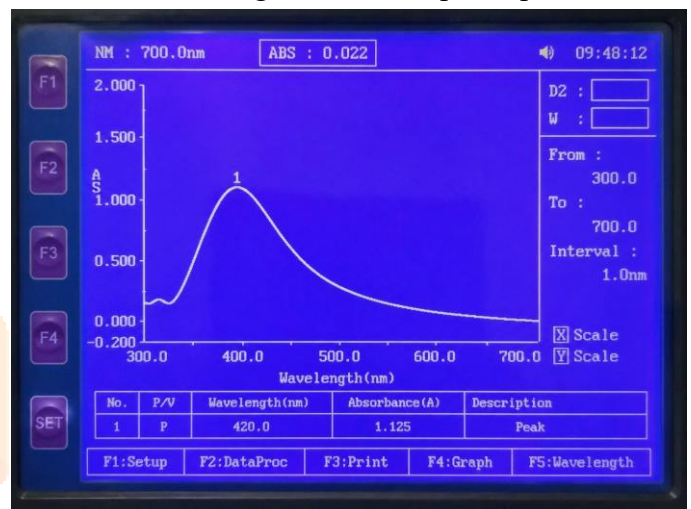 NM : 700.0nm ABS : 0.022 09:48:12
F1
F2
F3
F4
SET
2.000
1.500
A
S
1.000
0.500
0.000
-0.200
1
300.0 400.0 500.0 600.0 700.0
Wavelength(nm)
D2 :
W :
From :
300.0
To :
700.0
Interval :
1.0nm
X Scale
Y Scale
No. P/V Wavelength(nm) Absorbance(A) Description
1 P 420.0 1.125 Peak
F1:Setup F2:DataProc F3:Print F4:Graph F5:Wavelength